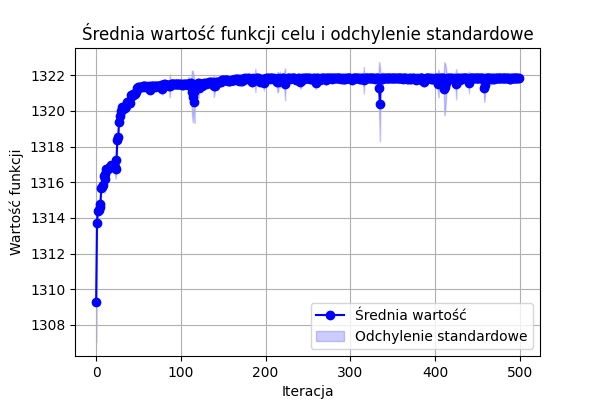 Średnia wartość funkcji celu i odchylenie standardowe
Wartość funkcji
1322
1320
1318
1316
1314
1312
1310
1308
0 100 200 300 400 500
Iteracja
Średnia wartość
Odchylenie standardowe